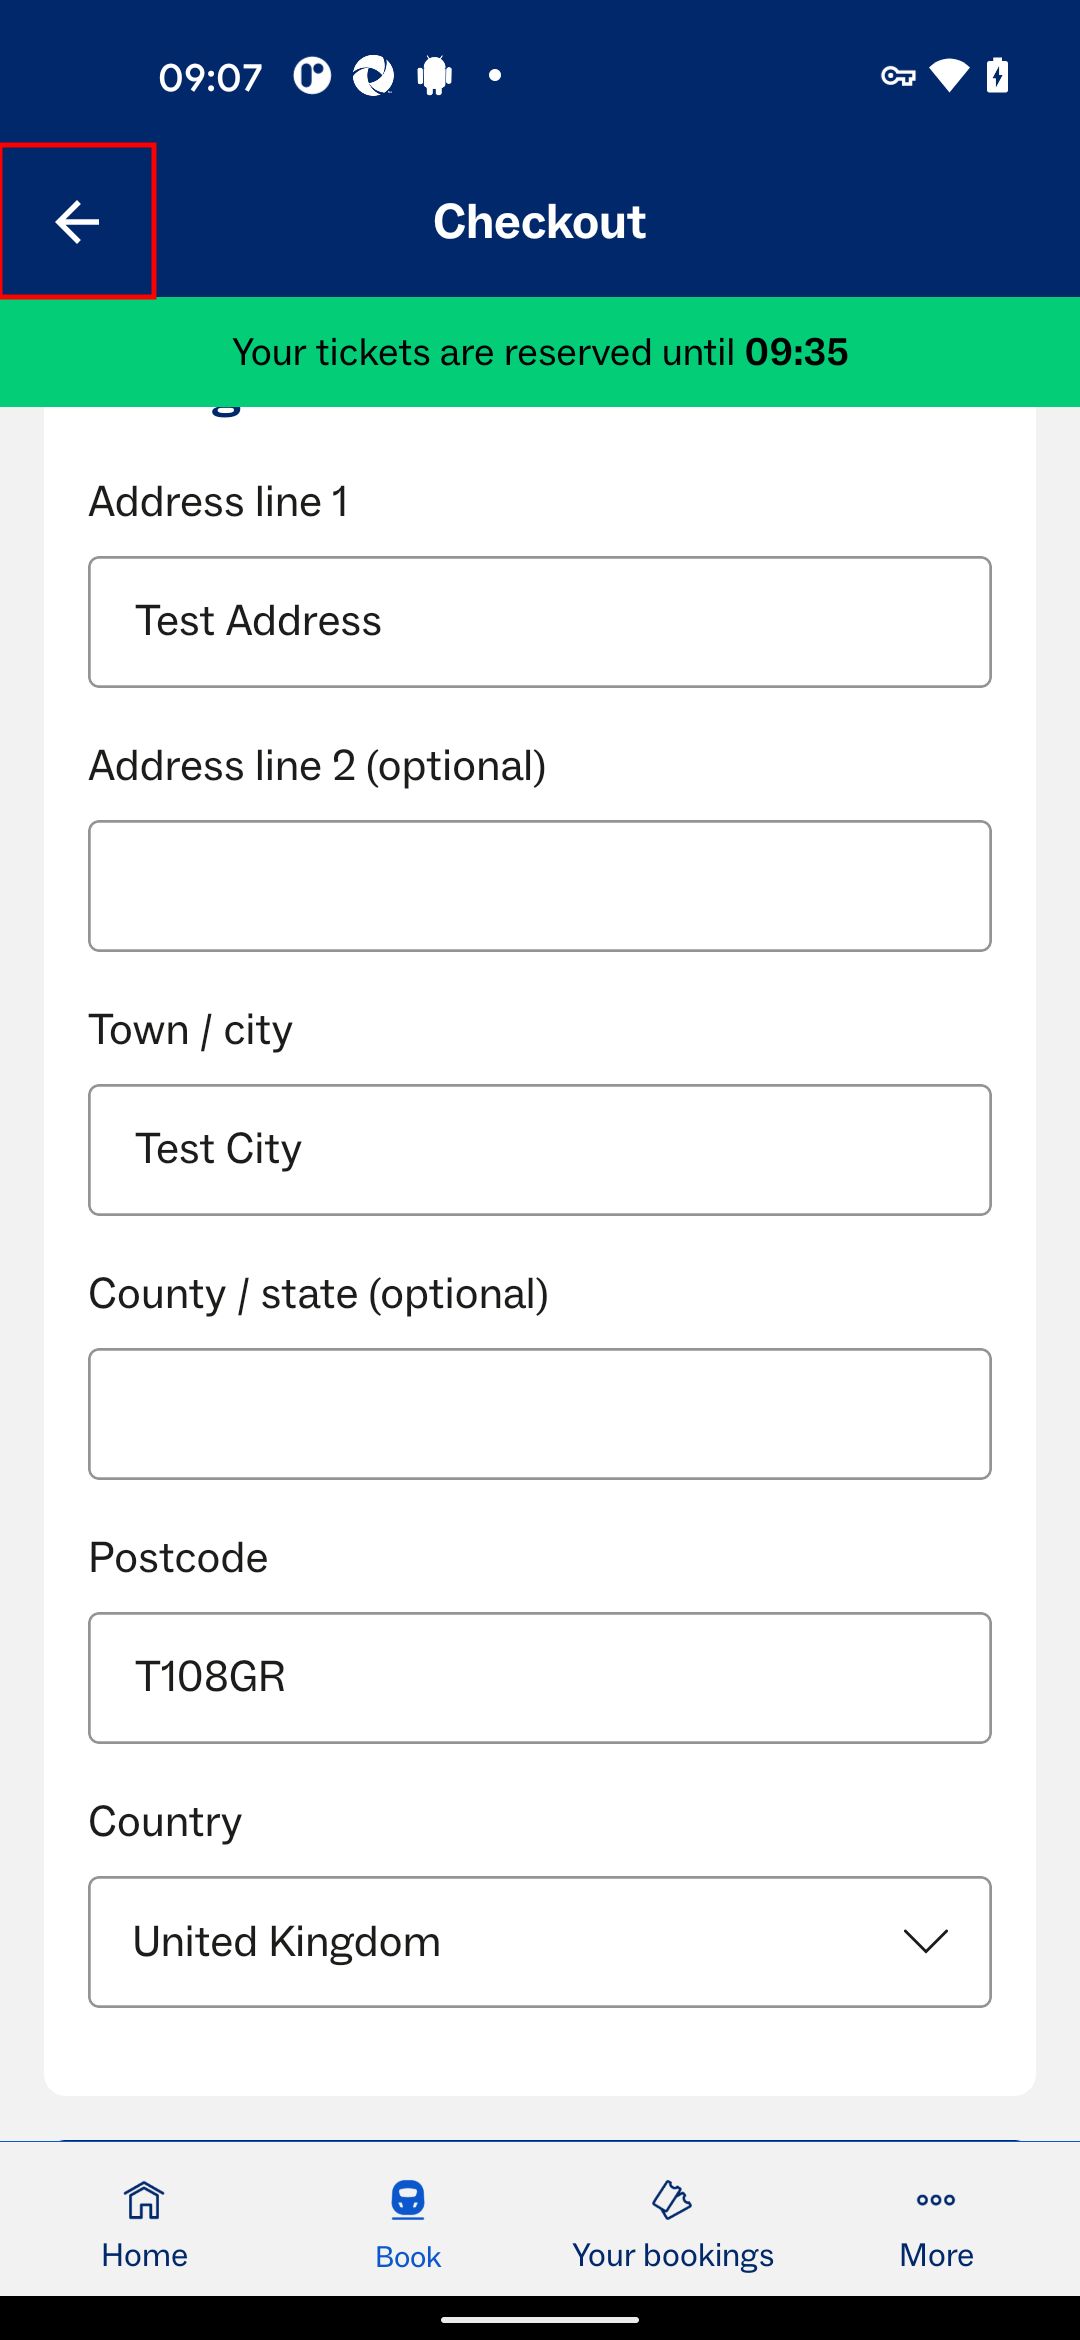 09:07
Checkout
Your tickets are reserved until 09:35
Address line 1
Test Address
Address line 2 (optional)
Town / city
Test City
County / state (optional)
Postcode
T108GR
Country
United Kingdom
Home
Book
Your bookings
More